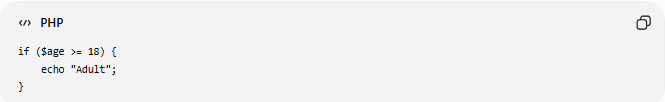 PHP
if ($age >= 18) {
    echo "Adult";
}